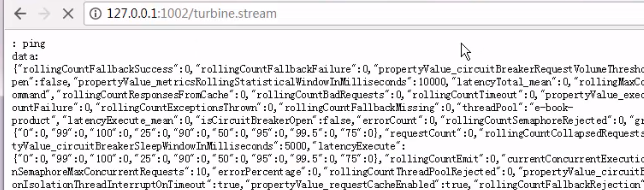 127.0.0.1:1002/turbine.stream
: ping
data:
{"rollingCountFallbackSuccess":0,"rollingCountFallbackFailure":0,"propertyValue_circuitBreakerRequestVolumeThresho
pen":false,"propertyValue_metricsRollingStatisticalWindowInMilliseconds":10000,"latencyTotal_mean":0,"rollingMaxCo
ommand","rollingCountResponsesFromCache":0,"rollingCountBadRequests":0,"rollingCountTimeout":0,"propertyValue_exec
ountFailure":0,"rollingCountExceptionsThrown":0,"rollingCountFallbackMissing":0,"threadPool":"e-book-
product","latencyExecute_mean":0,"isCircuitBreakerOpen":false,"errorCount":0,"rollingCountSemaphoreRejected":0,"gr
{"0":0,"99":0,"100":0,"25":0,"90":0,"50":0,"95":0,"99.5":0,"75":0},"requestCount":0,"rollingCountCollapsedRequests
tyValue_circuitBreakerSleepWindowInMilliseconds":5000,"latencyExecute":
{"0":0,"99":0,"100":0,"25":0,"90":0,"50":0,"95":0,"99.5":0,"75":0},"rollingCountEmit":0,"currentConcurrentExecutio
nSemaphoreMaxConcurrentRequests":10,"errorPercentage":0,"rollingCountThreadPoolRejected":0,"propertyValue_circuit
onIsolationThreadInterruptOnTimeout":true,"propertyValue_requestCacheEnabled":true,"rollingCountFallbackRejection